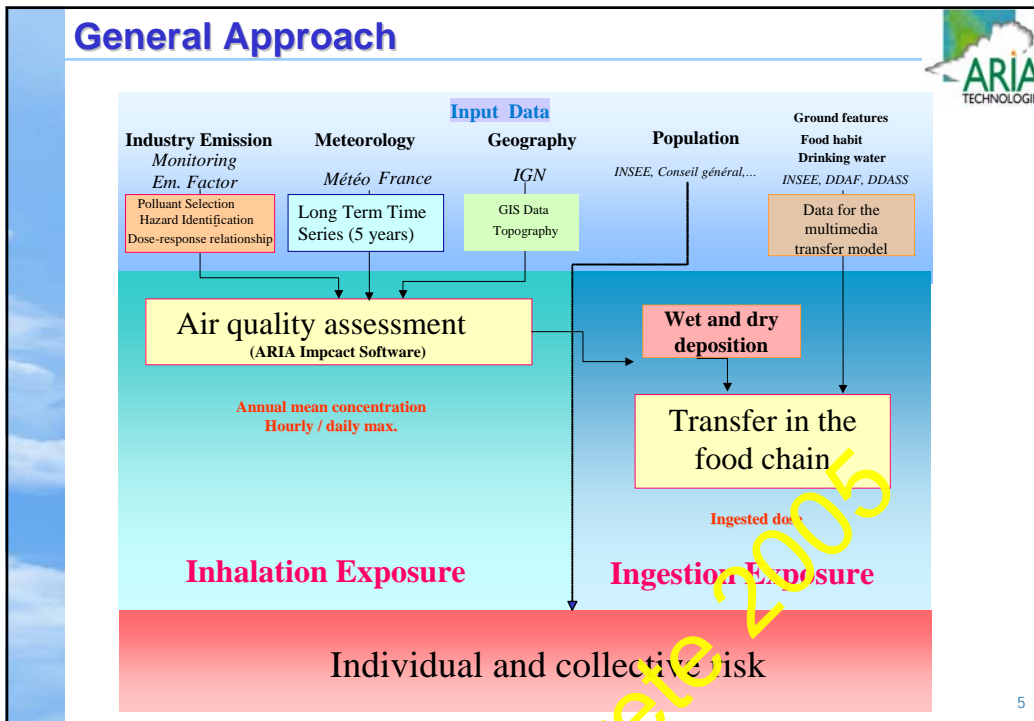 General Approach
ARIA
TECHNOLOGIE
Input Data
Industry Emission
Monitoring
Em. Factor
Polluant Selection
Hazard Identification
Dose-response relationship
Meteorology
Météo France
Long Term Time
Series (5 years)
Geography
IGN
GIS Data
Topography
Population
INSEE, Conseil général,...
Ground features
Food habit
Drinking water
INSEE, DDAF, DDASS
Data for the
multimedia
transfer model
Air quality assessment
(ARIA Impcact Software)
Annual mean concentration
Hourly / daily max.
Wet and dry
deposition
Transfer in the
food chain
Ingested dose
Inhalation Exposure
Ingestion Exposure
Individual and collective risk
2005
5